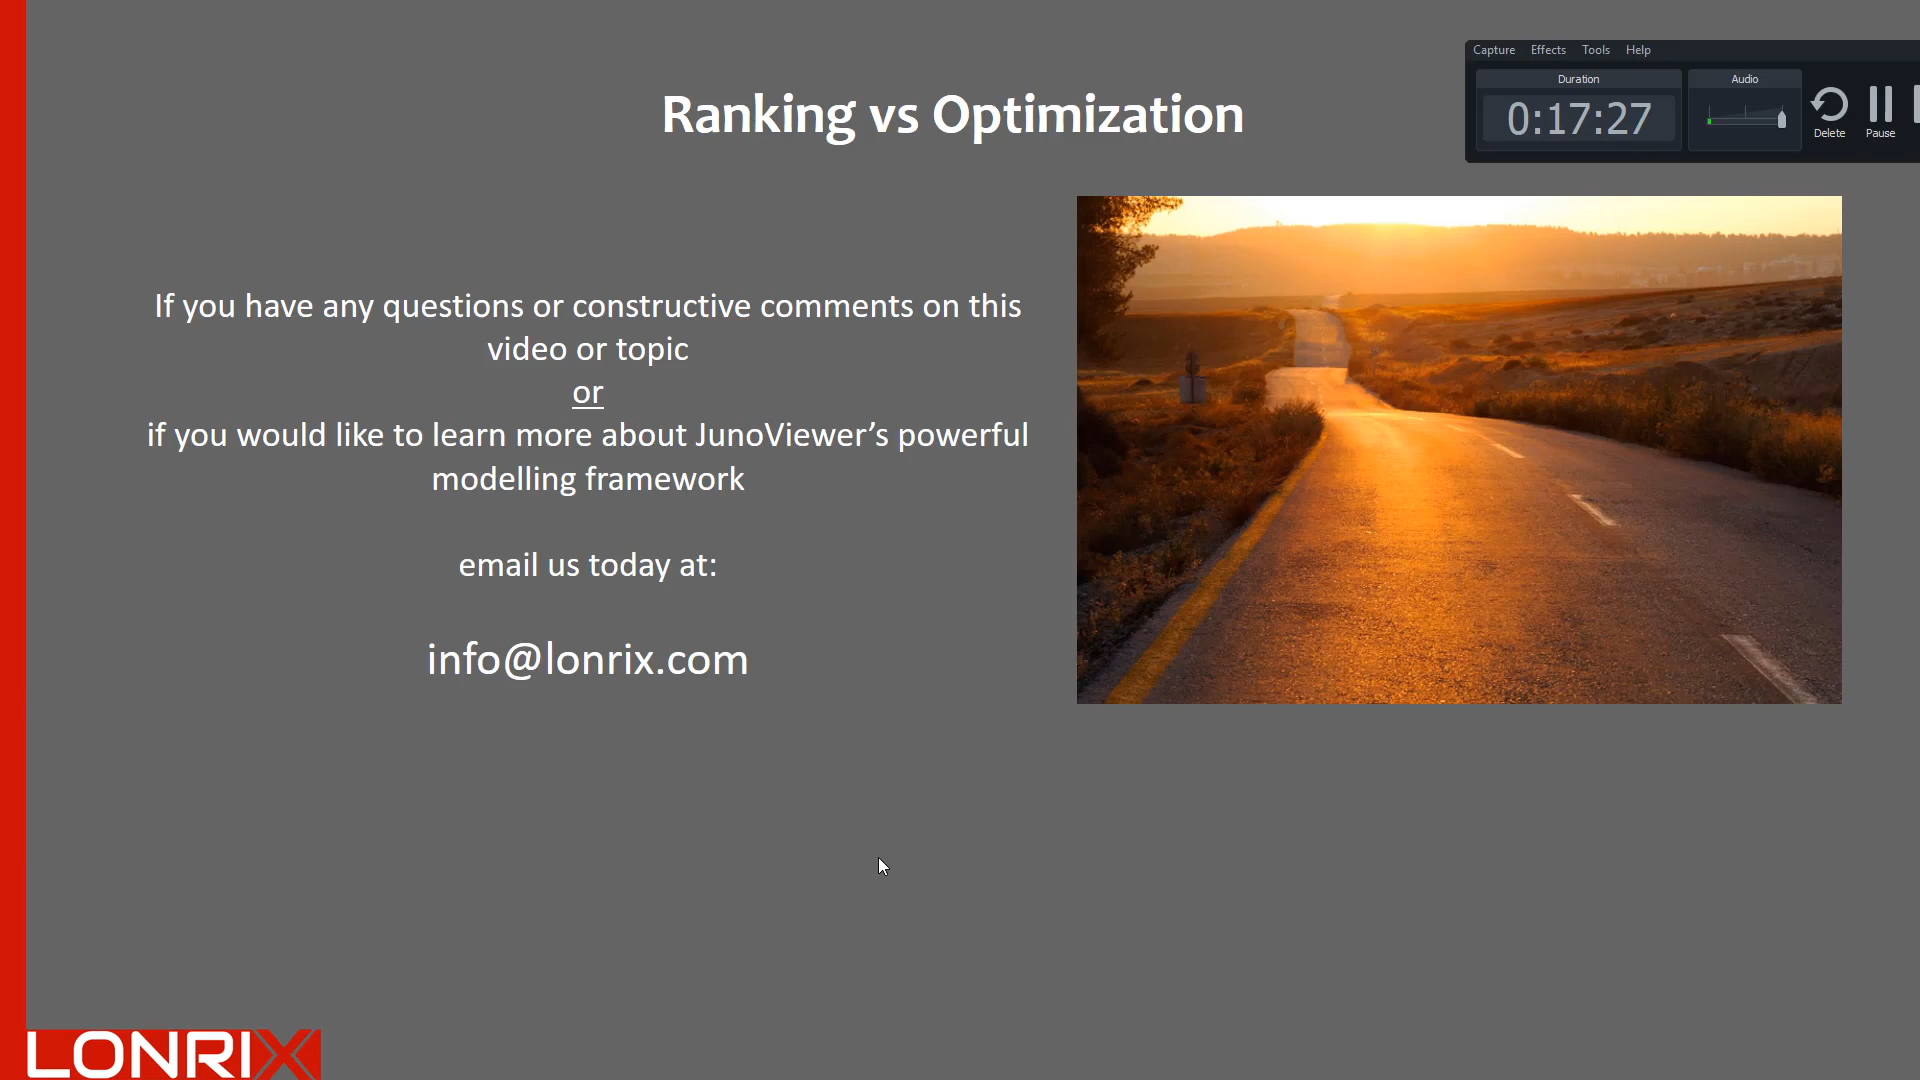 Capture Effects Tools Help
Duration
Audio
0:17:27
Delete
Pause
Ranking vs Optimization
If you have any questions or constructive comments on this
video or topic
or
if you would like to learn more about JunoViewer’s powerful
modelling framework
email us today at:
info@lonrix.com
LONRIX